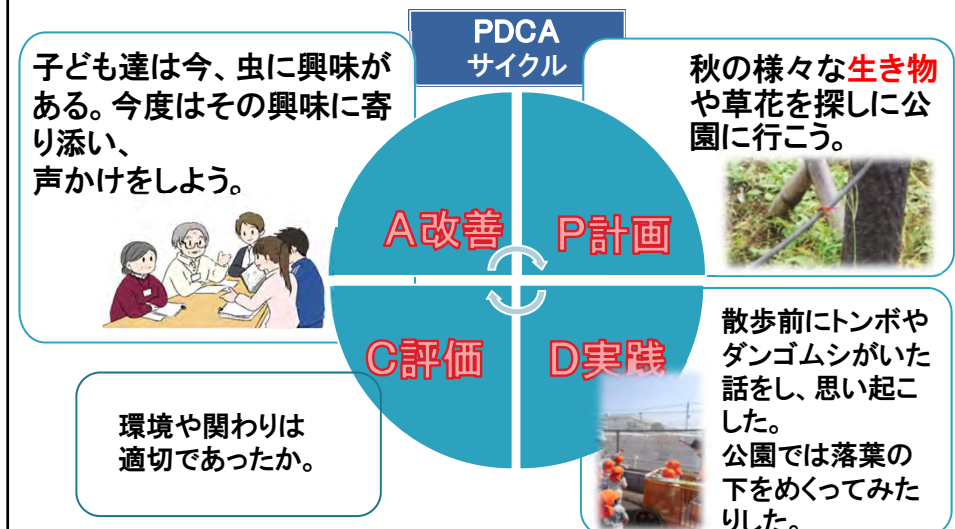 PDCA
サイクル
子ども達は今、虫に興味が
ある。今度はその興味に寄
り添い、
声かけをしよう。
秋の様々な生き物
や草花を探しに公
園に行こう。
A改善
P計画
C評価
D実践
環境や関わりは
適切であったか。
散歩前にトンボや
ダンゴムシがいた
話をし、思い起こ
した。
公園では落葉の
下をめくってみた
りした。